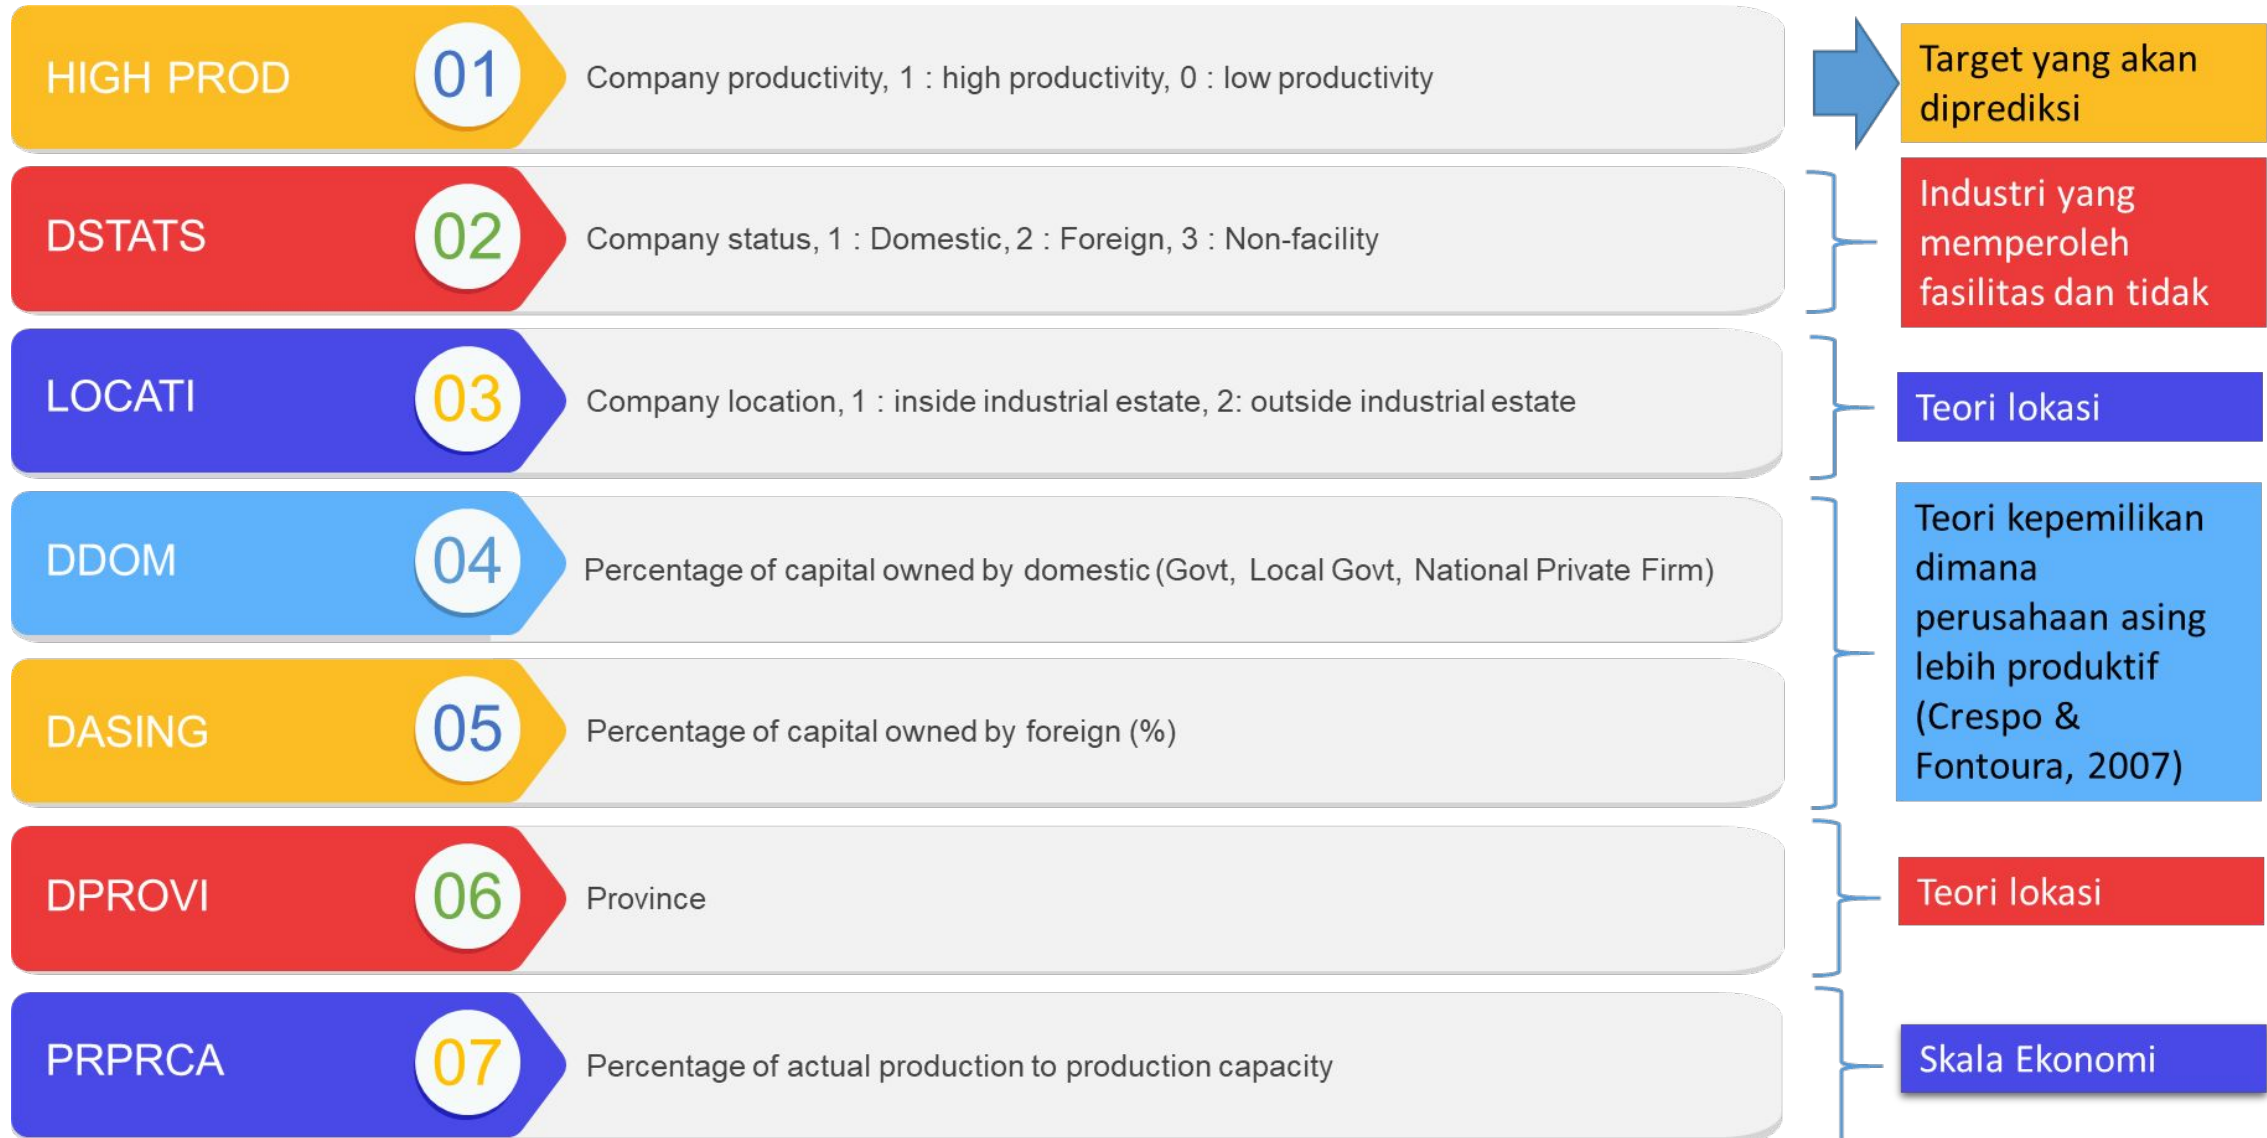 HIGH PROD
01
Company productivity, 1 : high productivity, 0 : low productivity
Target yang akan
diprediksi
DSTATS
02
Company status, 1 : Domestic, 2 : Foreign, 3 : Non-facility
Industri yang
memperoleh
fasilitas dan tidak
LOCATI
03
Company location, 1 : inside industrial estate, 2: outside industrial estate
Teori lokasi
DDOM
04
Percentage of capital owned by domestic (Govt, Local Govt, National Private Firm)
DASING
05
Percentage of capital owned by foreign (%)
Teori kepemilikan
dimana
perusahaan asing
lebih produktif
(Crespo &
Fontoura, 2007)
DPROVI
06
Province
Teori lokasi
PRPRCA
07
Percentage of actual production to production capacity
Skala Ekonomi